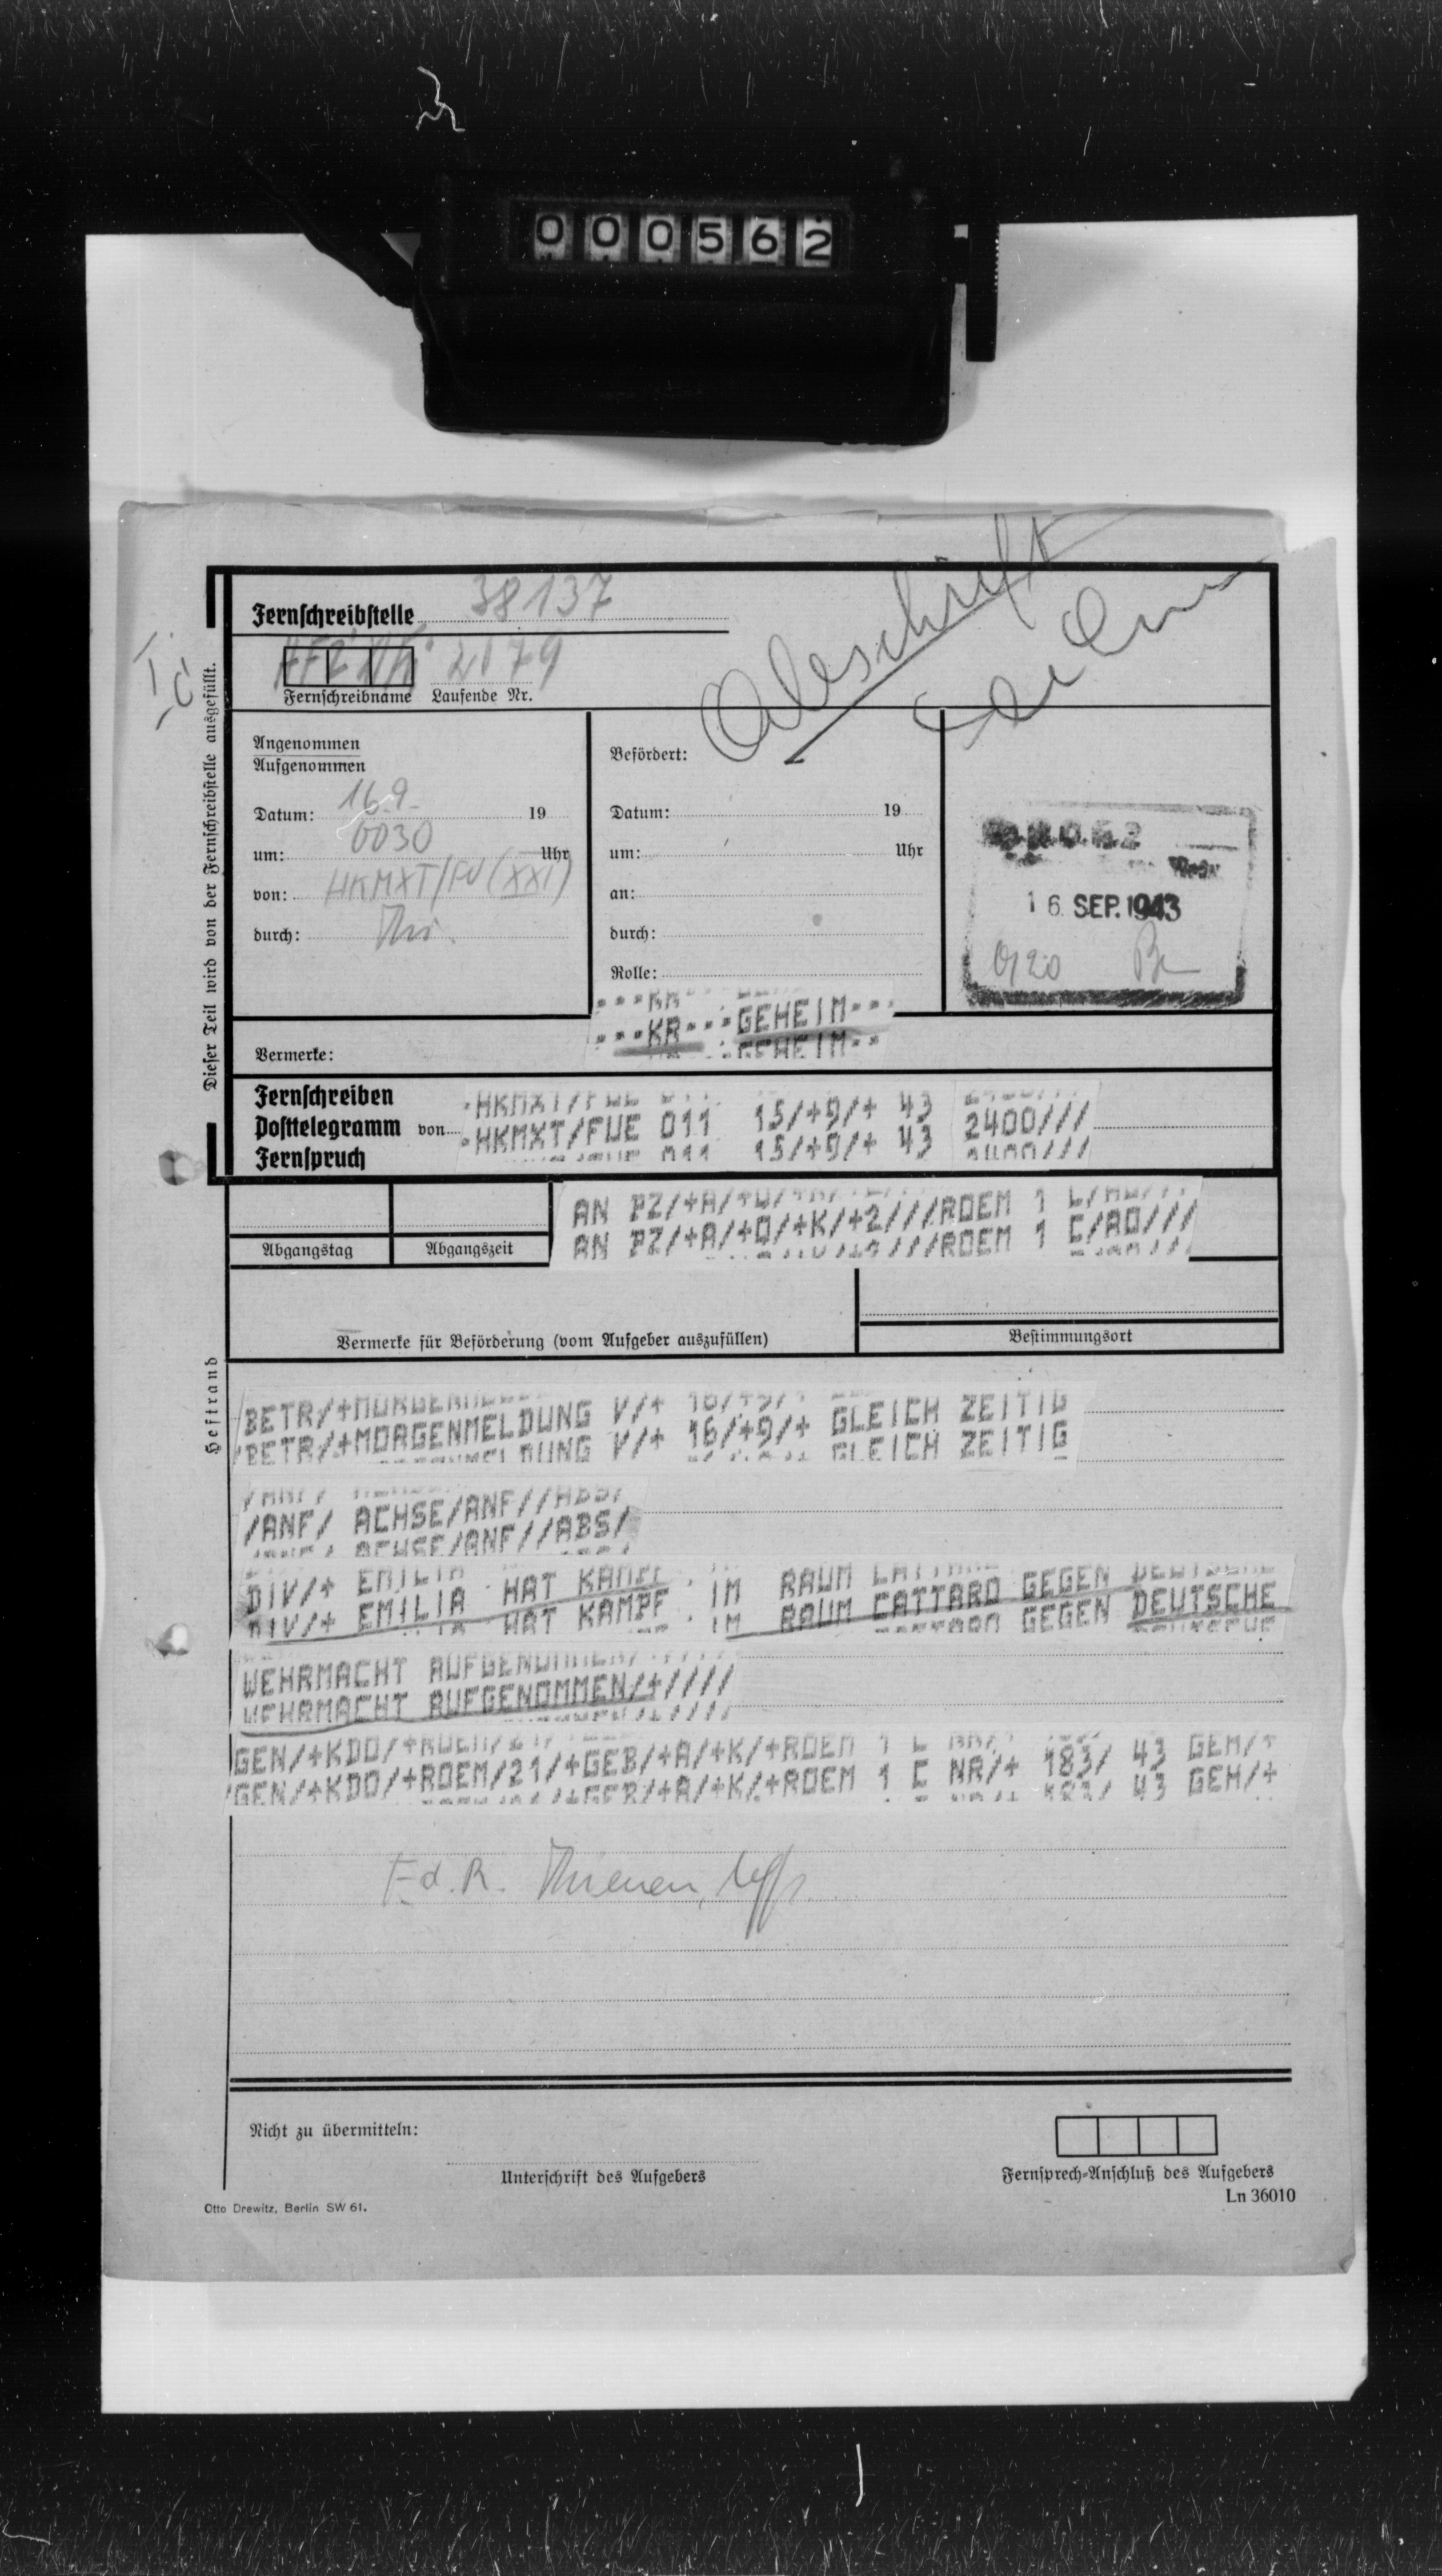 000562
Abschrift
Fernschreibstelle 38137
2179
Fernschreibname Laufende Nr.
Ic
Dieser Teil wird von der Fernschreibstelle ausgefüllt.
Angenommen
Aufgenommen
Datum: 16.9. 19
um: 0030 Uhr
von: HKMXT/FU (XXI)
durch: Thi.
Befördert:
Datum: 19
um: Uhr
an:
durch:
Rolle:
16. SEP. 1943
0120
Vermerke:
---KR---GEHEIM---
Fernschreiben
Posttelegramm von
Fernspruch
HKMXT/FUE 011 15/+9/+ 43 2400///
AN PZ/+A/+O/+K/+2///ROEM 1 C/AO///
Abgangstag Abgangszeit
Vermerke für Beförderung (vom Aufgeber auszufüllen)
Bestimmungsort
Heftrand
BETR/+MORGENMELDUNG V/+ 16/+9/+ GLEICH ZEITIG
/ANF/ ACHSE/ANF//ABS/
DIV/+ EMILIA HAT KAMPF IM RAUM CATTARO GEGEN DEUTSCHE
WEHRMACHT AUFGENOMMEN/+////
GEN/+KDO/+ROEM/21/+GEB/+A/+K/+ROEM 1 C NR/+ 183/ 43 GEH/+
F.d.R. Thienen, Uffz.
Nicht zu übermitteln:
Unterschrift des Aufgebers
Fernsprech-Anschluß des Aufgebers
Ln 36010
Otto Drewitz, Berlin SW 61.